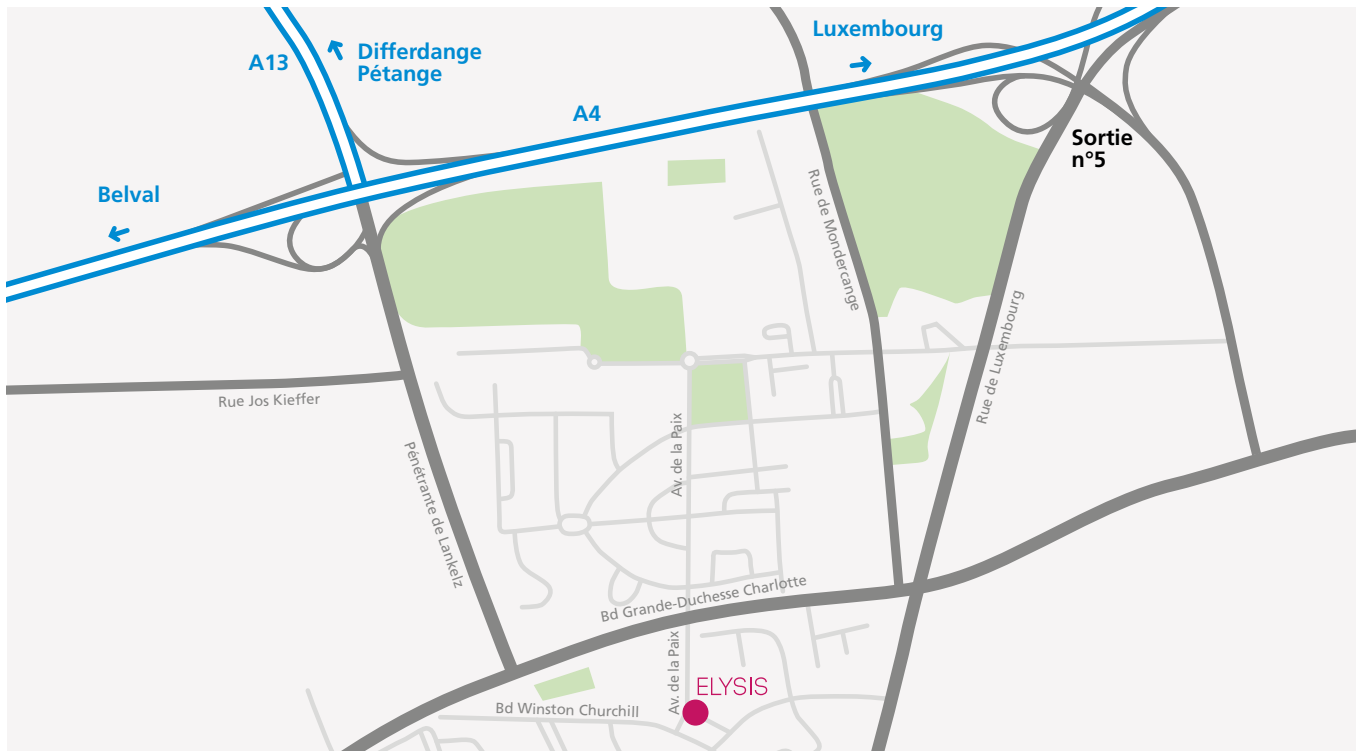 Luxembourg
Differdange
Pétange
A13
A4
Sortie
n°5
Belval
Rue de Mondercange
Rue de Luxembourg
Rue Jos Kieffer
Av. de la Paix
Pénétrante de Lankelz
Bd Grande-Duchesse Charlotte
Av. de la Paix
ELYSIS
Bd Winston Churchill